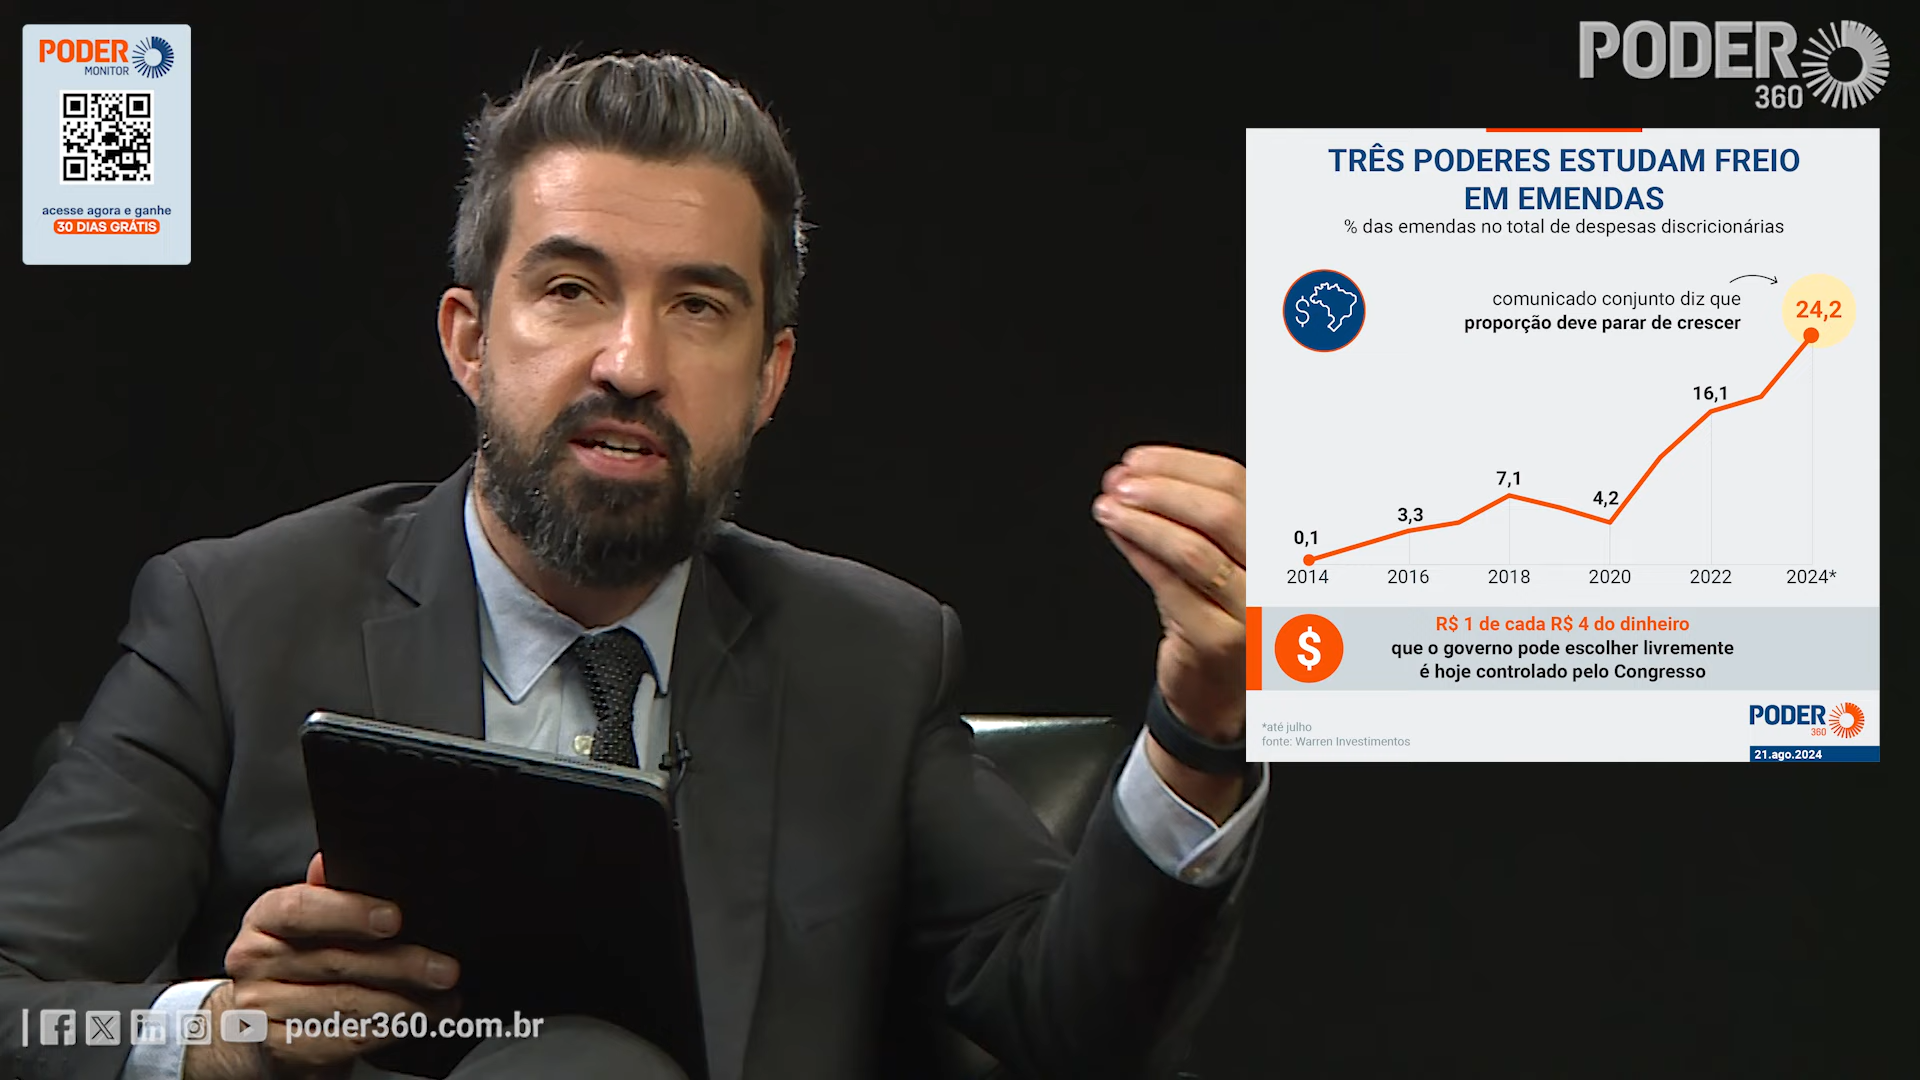 PODER
MONITOR
acesse agora e ganhe
30 DIAS GRÁTIS
PODER
360
TRÊS PODERES ESTUDAM FREIO
EM EMENDAS
% das emendas no total de despesas discricionárias
comunicado conjunto diz que
proporção deve parar de crescer
24,2
16,1
7,1
4,2
3,3
0,1
2014 2016 2018 2020 2022 2024*
$
R$ 1 de cada R$ 4 do dinheiro
que o governo pode escolher livremente
é hoje controlado pelo Congresso
*até julho
fonte: Warren Investimentos
PODER
360
21.ago.2024
poder360.com.br